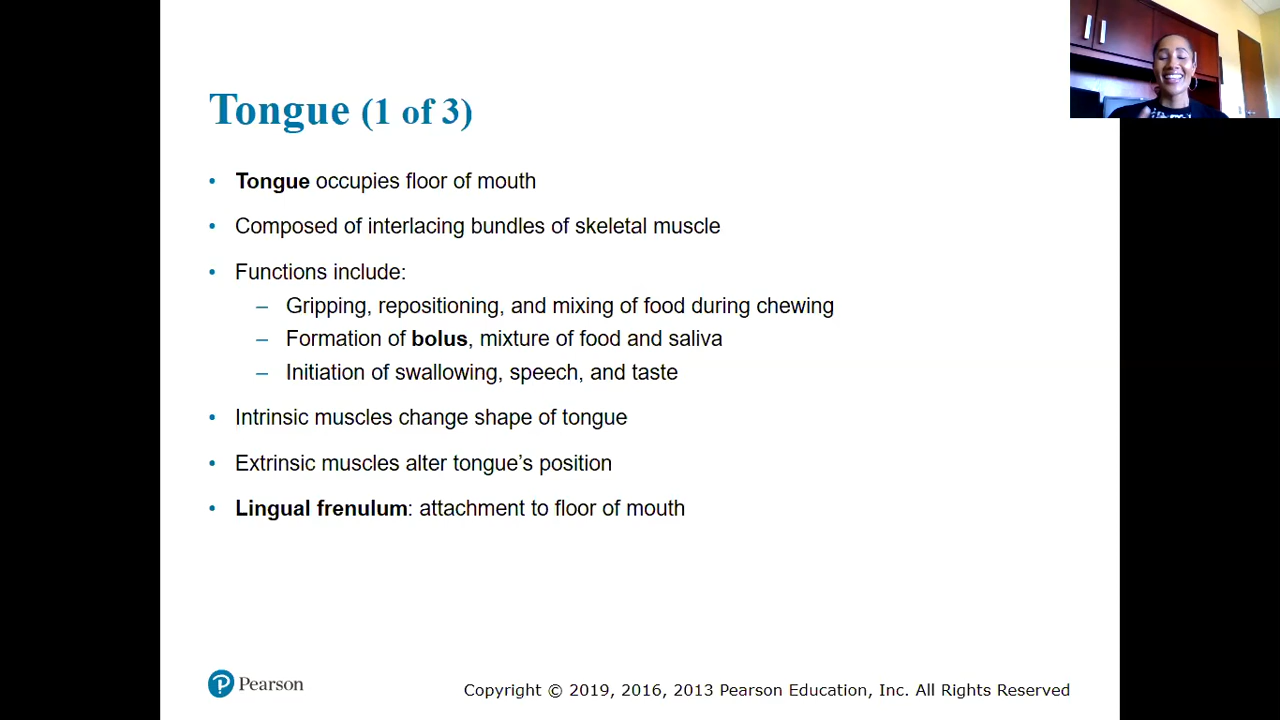 Tongue (1 of 3)
• Tongue occupies floor of mouth
• Composed of interlacing bundles of skeletal muscle
• Functions include:
– Gripping, repositioning, and mixing of food during chewing
– Formation of bolus, mixture of food and saliva
– Initiation of swallowing, speech, and taste
• Intrinsic muscles change shape of tongue
• Extrinsic muscles alter tongue’s position
• Lingual frenulum: attachment to floor of mouth
Pearson
Copyright © 2019, 2016, 2013 Pearson Education, Inc. All Rights Reserved